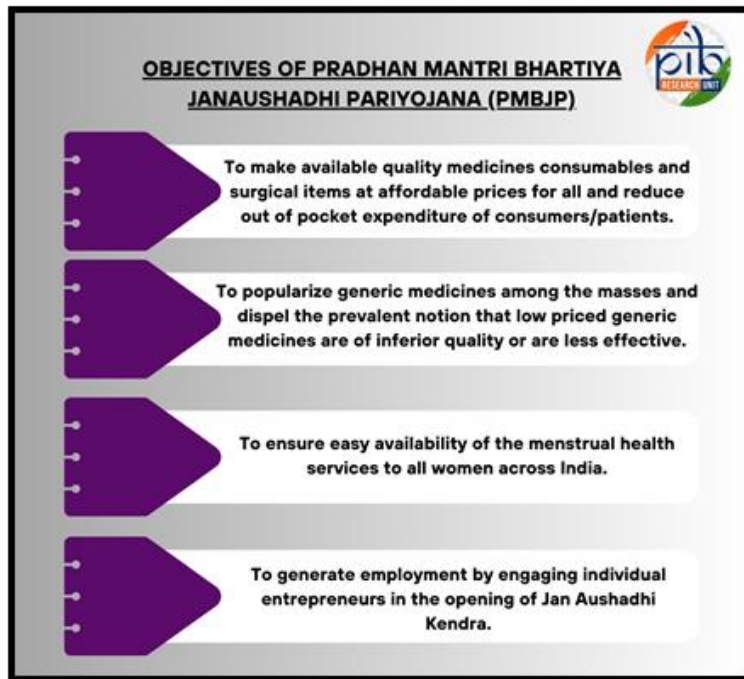 OBJECTIVES OF PRADHAN MANTRI BHARTIYA
JANAUSHADHI PARIYOJANA (PMBJP)
pib
RESEARCH UNIT
To make available quality medicines consumables and
surgical items at affordable prices for all and reduce
out of pocket expenditure of consumers/patients.
To popularize generic medicines among the masses and
dispel the prevalent notion that low priced generic
medicines are of inferior quality or are less effective.
To ensure easy availability of the menstrual health
services to all women across India.
To generate employment by engaging individual
entrepreneurs in the opening of Jan Aushadhi
Kendra.